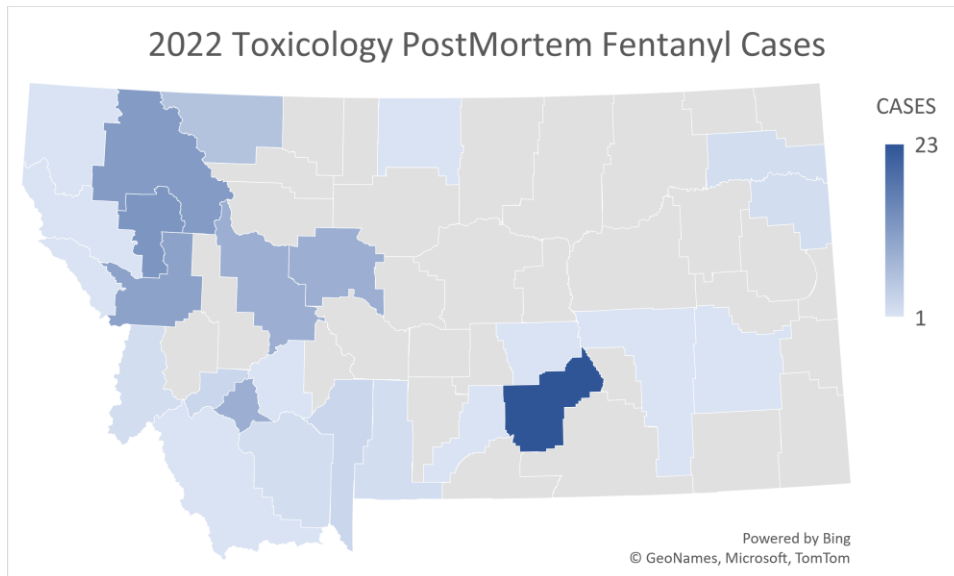 2022 Toxicology PostMortem Fentanyl Cases
CASES
23
1
Powered by Bing
© GeoNames, Microsoft, TomTom